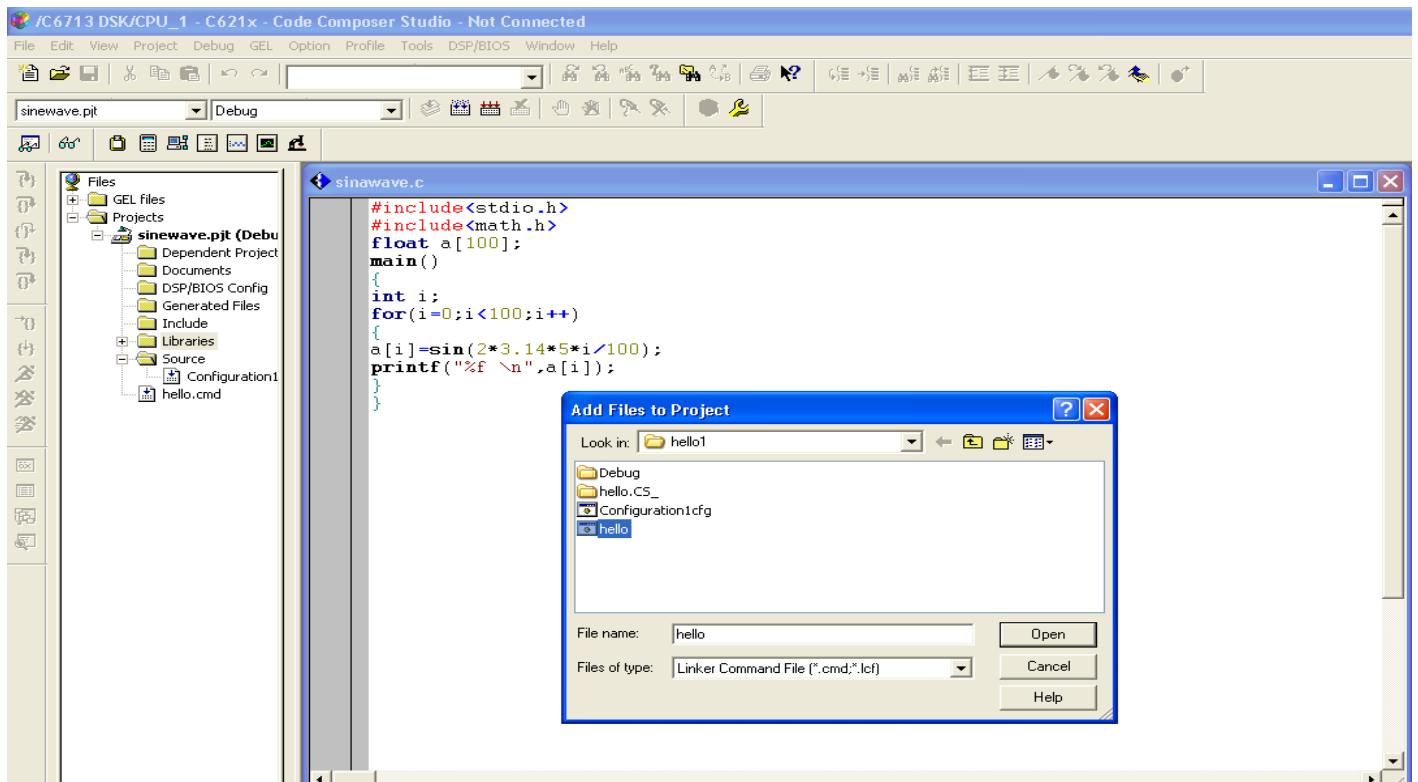 /C6713 DSK/CPU_1 - C621x - Code Composer Studio - Not Connected
File Edit View Project Debug GEL Option Profile Tools DSP/BIOS Window Help
sinewave.pjt Debug
Files
GEL files
Projects
sinewave.pjt (Debu
Dependent Project
Documents
DSP/BIOS Config
Generated Files
Include
Libraries
Source
Configuration1
hello.cmd
sinawave.c
#include<stdio.h>
#include<math.h>
float a[100];
main()
{
int i;
for(i=0;i<100;i++)
{
a[i]=sin(2*3.14*5*i/100);
printf("%f \n",a[i]);
}
}
Add Files to Project
Look in: hello1
Debug
hello.CS_
Configuration1cfg
hello
File name: hello Open
Files of type: Linker Command File (*.cmd;*.lcf) Cancel
Help